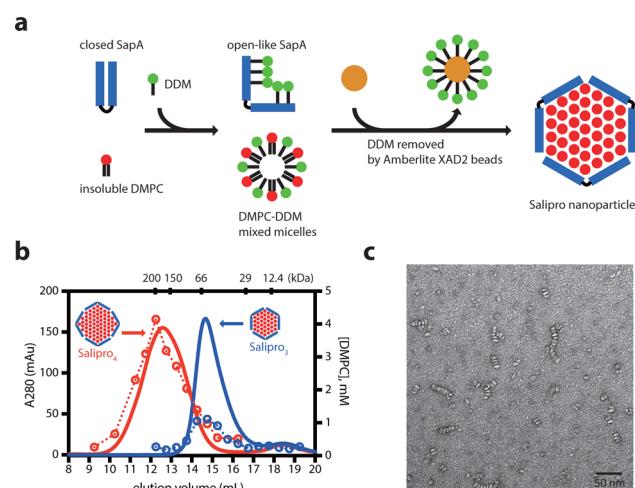 a
closed SapA
open-like SapA
DDM
insoluble DMPC
DMPC-DDM
mixed micelles
DDM removed
by Amberlite XAD2 beads
Salipro nanoparticle
b
200 150 66 29 12.4 (kDa)
200
150
100
50
0
A280 (mAu)
Salipro4
Salipro3
5
4
3
2
1
0
[DMPC], mM
8 9 10 11 12 13 14 15 16 17 18 19 20
elution volume (mL)
c
50 nm